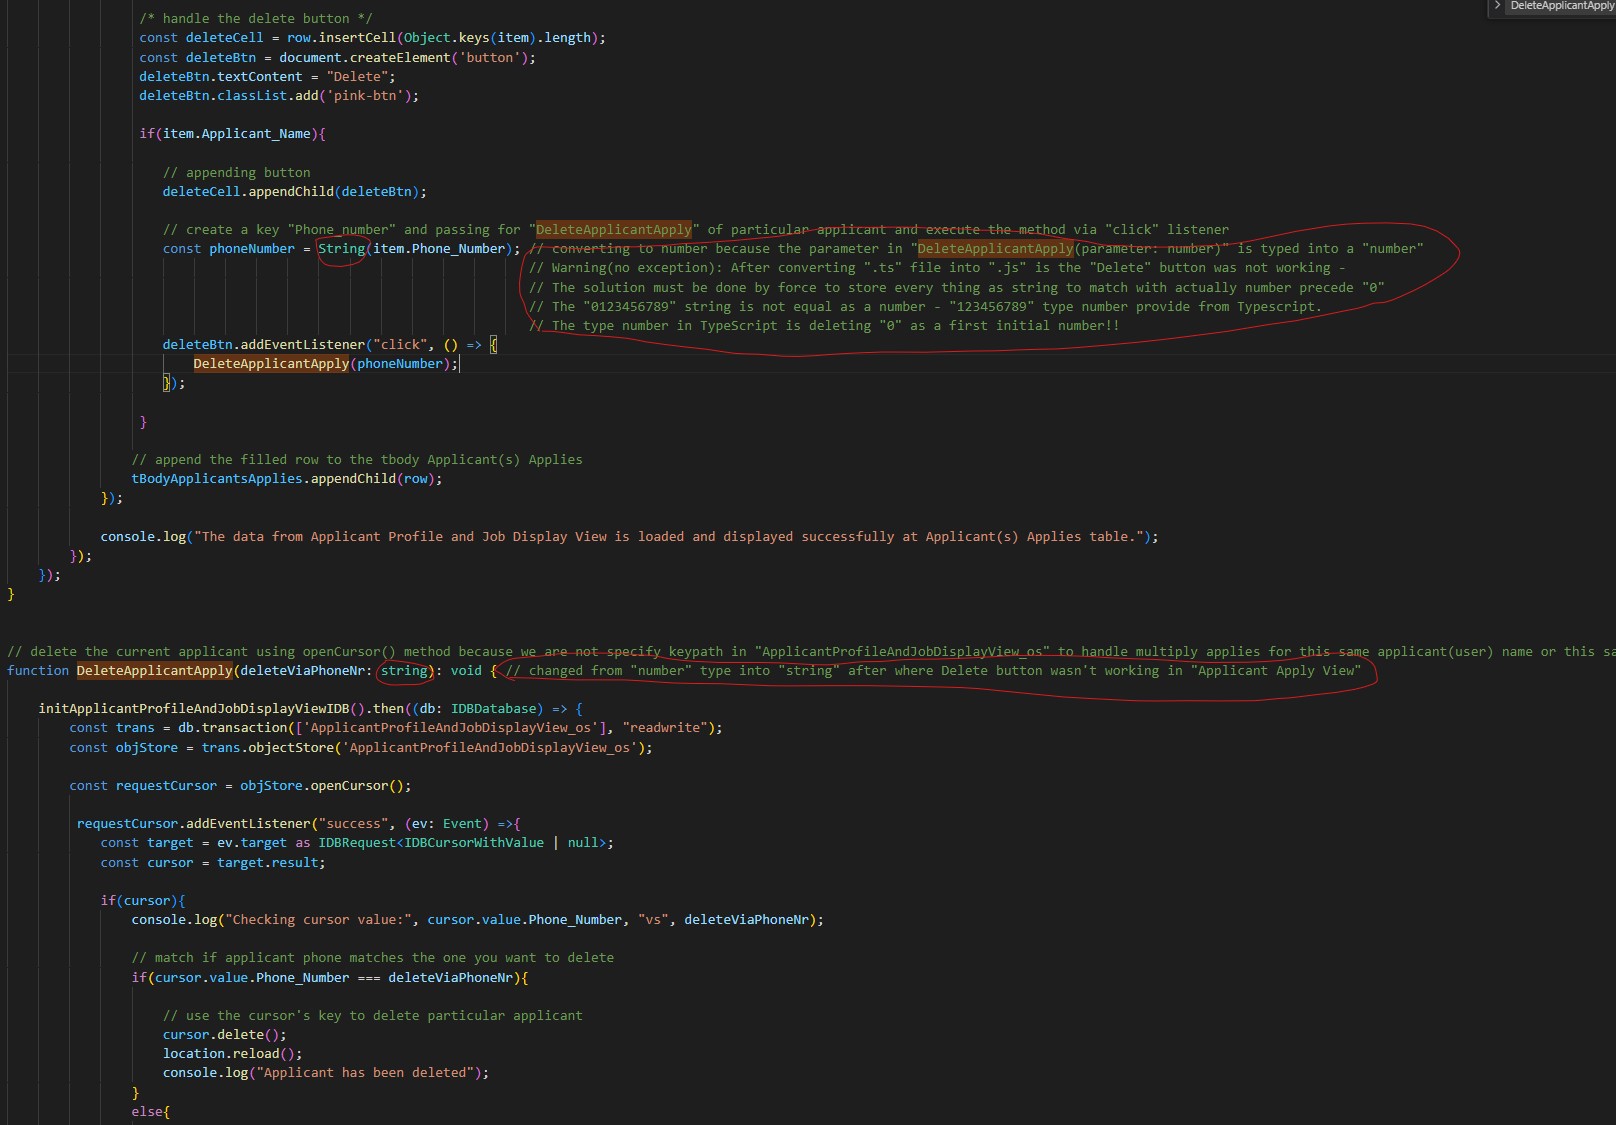 DeleteApplicantApply
/* handle the delete button */
const deleteCell = row.insertCell(Object.keys(item).length);
const deleteBtn = document.createElement('button');
deleteBtn.textContent = "Delete";
deleteBtn.classList.add('pink-btn');
if(item.Applicant_Name){
// appending button
deleteCell.appendChild(deleteBtn);
// create a key "Phone_number" and passing for "DeleteApplicantApply" of particular applicant and execute the method via "click" listener
const phoneNumber = String(item.Phone_Number); // converting to number because the parameter in "DeleteApplicantApply(parameter: number)" is typed into a "number"
// Warning(no exception): After converting ".ts" file into ".js" is the "Delete" button was not working -
// The solution must be done by force to store every thing as string to match with actually number precede "0"
// The "0123456789" string is not equal as a number - "123456789" type number provide from Typescript.
// The type number in TypeScript is deleting "0" as a first initial number!!
deleteBtn.addEventListener("click", () => {
DeleteApplicantApply(phoneNumber);
});
}
// append the filled row to the tbody Applicant(s) Applies
tBodyApplicantsApplies.appendChild(row);
});
console.log("The data from Applicant Profile and Job Display View is loaded and displayed successfully at Applicant(s) Applies table.");
});
});
}
// delete the current applicant using openCursor() method because we are not specify keypath in "ApplicantProfileAndJobDisplayView_os" to handle multiply applies for this same applicant(user) name or this sa
function DeleteApplicantApply(deleteViaPhoneNr: string): void { // changed from "number" type into "string" after where Delete button wasn't working in "Applicant Apply View"
initApplicantProfileAndJobDisplayViewIDB().then((db: IDBDatabase) => {
const trans = db.transaction(['ApplicantProfileAndJobDisplayView_os'], "readwrite");
const objStore = trans.objectStore('ApplicantProfileAndJobDisplayView_os');
const requestCursor = objStore.openCursor();
requestCursor.addEventListener("success", (ev: Event) =>{
const target = ev.target as IDBRequest<IDBCursorWithValue | null>;
const cursor = target.result;
if(cursor){
console.log("Checking cursor value:", cursor.value.Phone_Number, "vs", deleteViaPhoneNr);
// match if applicant phone matches the one you want to delete
if(cursor.value.Phone_Number === deleteViaPhoneNr){
// use the cursor's key to delete particular applicant
cursor.delete();
location.reload();
console.log("Applicant has been deleted");
}
else{